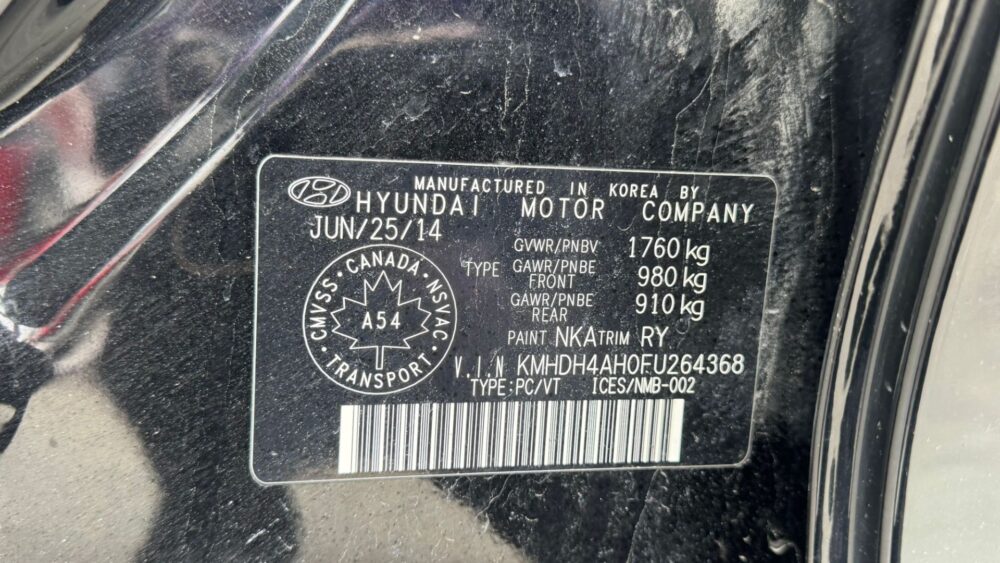 MANUFACTURED IN KOREA BY
HYUNDAI MOTOR COMPANY
JUN/25/14
GVWR/PNBV 1760 kg
TYPE GAWR/PNBE FRONT 980 kg
GAWR/PNBE REAR 910 kg
CMVSS • CANADA • NSVAC • TRANSPORT •
A54
PAINT NKA TRIM RY
V.I.N KMHDH4AH0FU264368
TYPE:PC/VT ICES/NMB-002